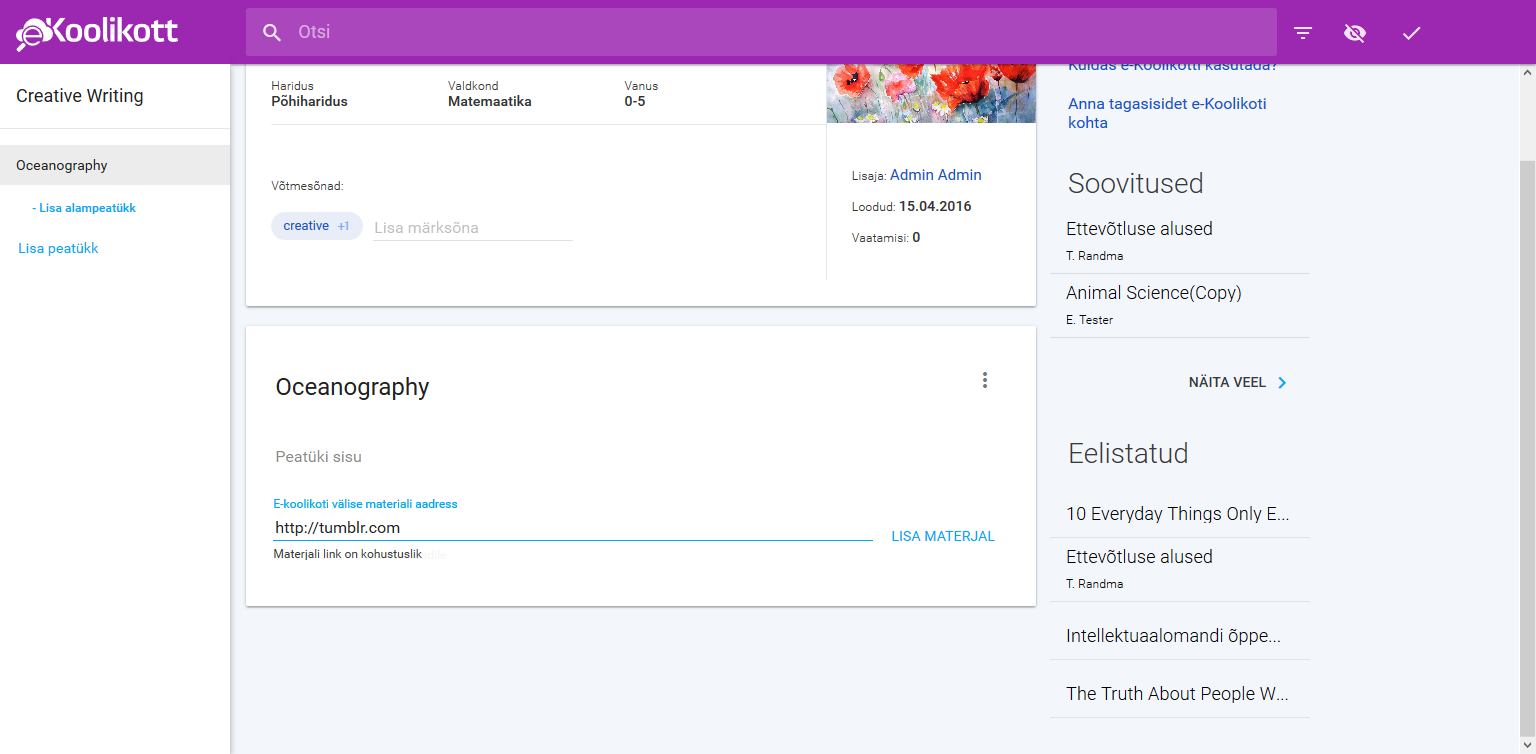 eKoolikott
Otsi
Creative Writing
Oceanography
- Lisa alampeatükk
Lisa peatükk
Haridus
Põhiharidus
Valdkond
Matemaatika
Vanus
0-5
Võtmesõnad:
creative +1
Lisa märksõna
Lisaja: Admin Admin
Loodud: 15.04.2016
Vaatamisi: 0
Oceanography
Peatüki sisu
E-koolikoti välise materiali aadress
http://tumblr.com
LISA MATERJAL
Materjali link on kohustuslik
Kuidas e-Koolikotti kasutada?
Anna tagasisidet e-Koolikoti
kohta
Soovitused
Ettevõtluse alused
T. Randma
Animal Science(Copy)
E. Tester
NÄITA VEEL
Eelistatud
10 Everyday Things Only E...
Ettevõtluse alused
T. Randma
Intellektuaalomandi õppe...
The Truth About People W...